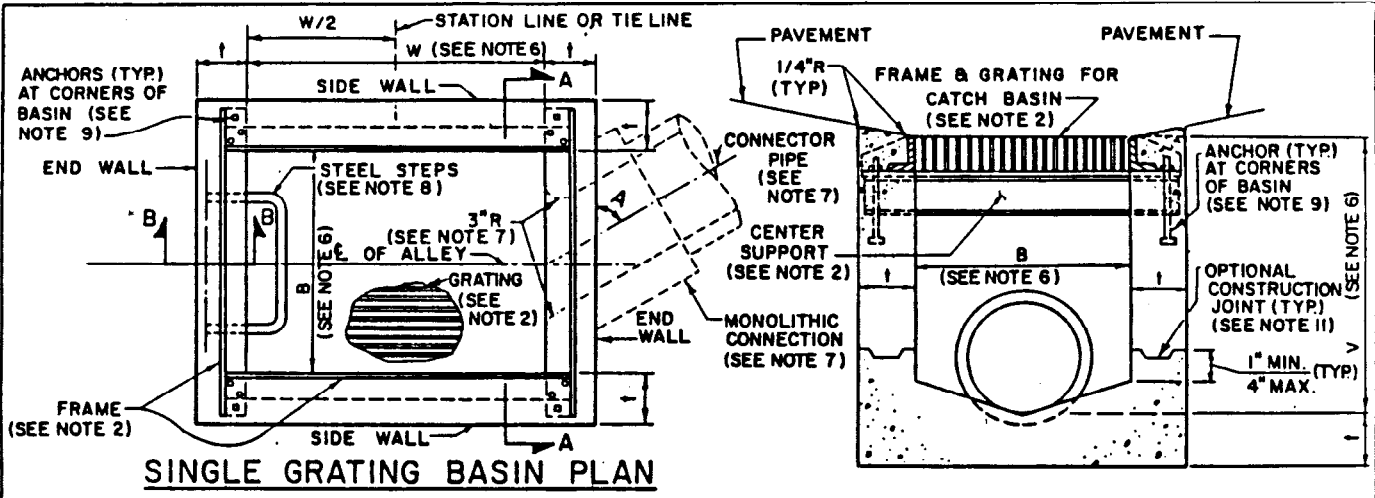 W/2
STATION LINE OR TIE LINE
W (SEE NOTE 6)
t
t
ANCHORS (TYP.)
AT CORNERS OF
BASIN (SEE
NOTE 9)
SIDE WALL
A
END WALL
STEEL STEPS
(SEE NOTE 8)
B
B
3"R
(SEE NOTE 7)
℄ OF ALLEY
B
(SEE NOTE 6)
GRATING
(SEE
NOTE 2)
t
A
CONNECTOR
PIPE
(SEE
NOTE 7)
END
WALL
MONOLITHIC
CONNECTION
(SEE NOTE 7)
t
FRAME
(SEE NOTE 2)
SIDE WALL
A
SINGLE GRATING BASIN PLAN
PAVEMENT
PAVEMENT
1/4"R
(TYP)
FRAME & GRATING FOR
CATCH BASIN
(SEE NOTE 2)
ANCHOR (TYP.)
AT CORNERS
OF BASIN
(SEE NOTE 9)
CENTER
SUPPORT
(SEE NOTE 2)
B
(SEE NOTE 6)
t
t
OPTIONAL
CONSTRUCTION
JOINT (TYP.)
(SEE NOTE 11)
1" MIN.
4" MAX.
(TYP.)
V (SEE NOTE 6)
t